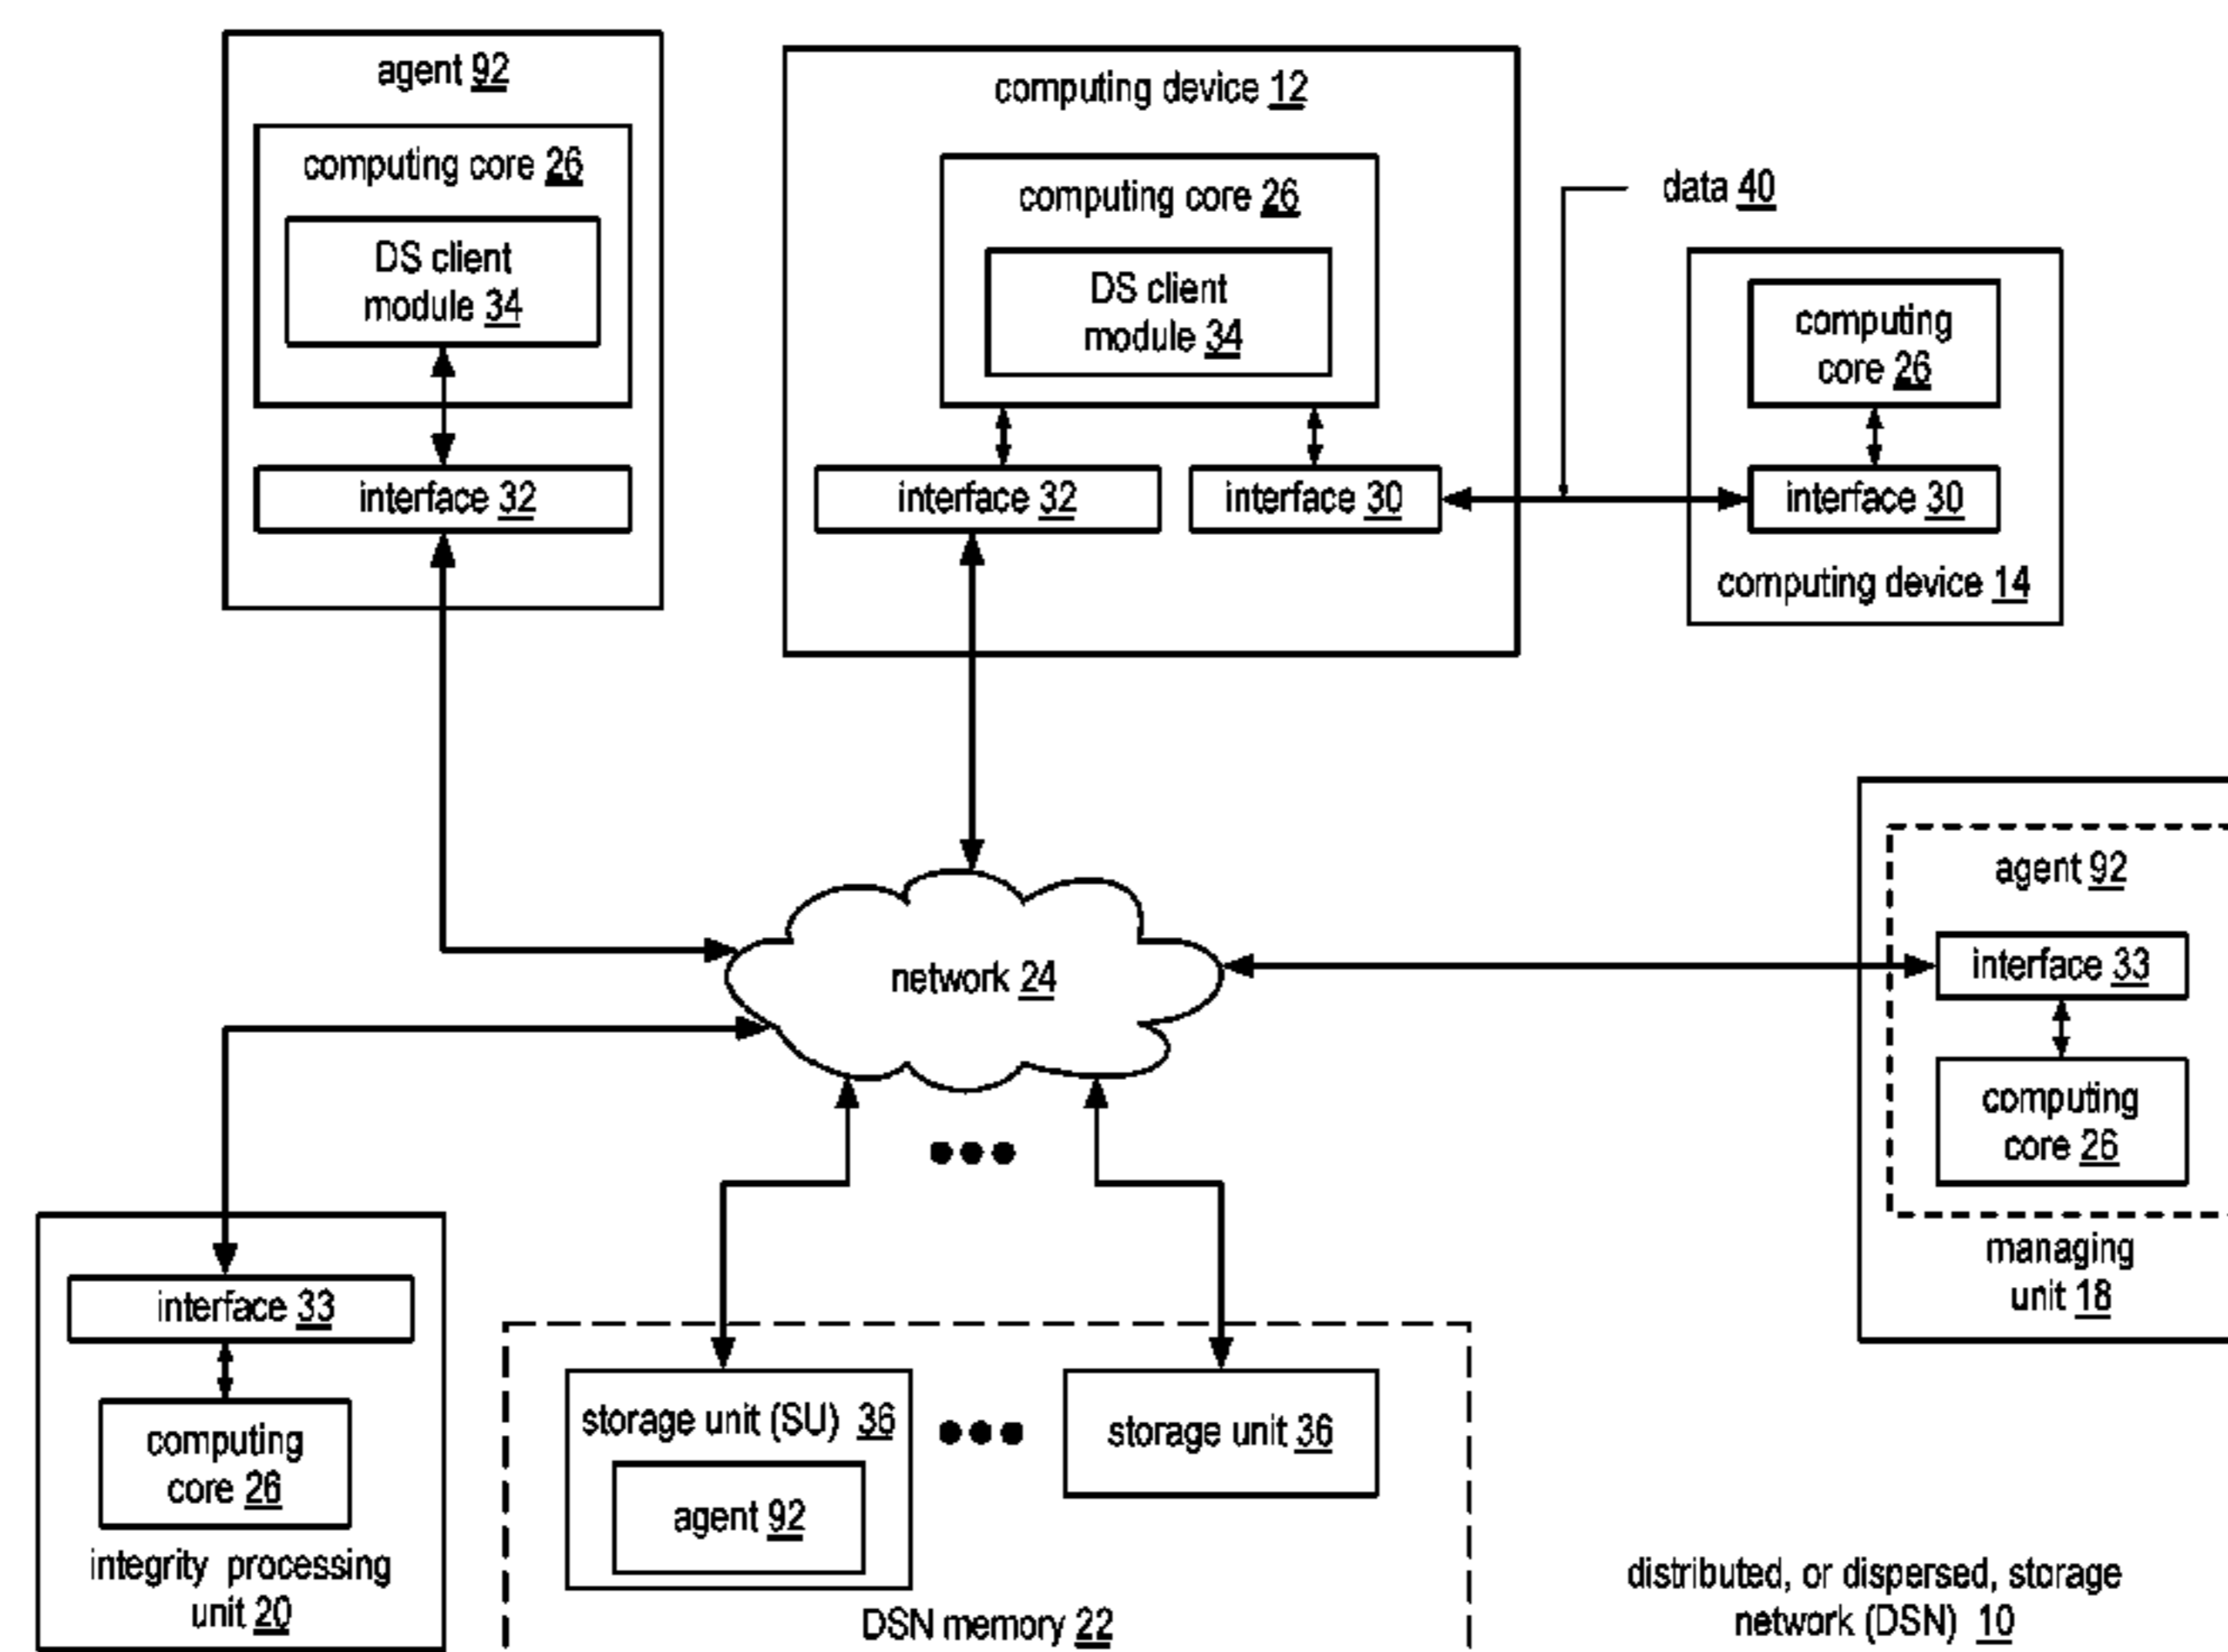 agent 92
computing core 26
DS client
module 34
interface 32
computing device 12
computing core 26
DS client
module 34
interface 32
interface 30
data 40
computing
core 26
interface 30
computing device 14
network 24
agent 92
interface 33
computing
core 26
managing
unit 18
interface 33
computing
core 26
integrity processing
unit 20
storage unit (SU) 36
agent 92
storage unit 36
DSN memory 22
distributed, or dispersed, storage
network (DSN) 10